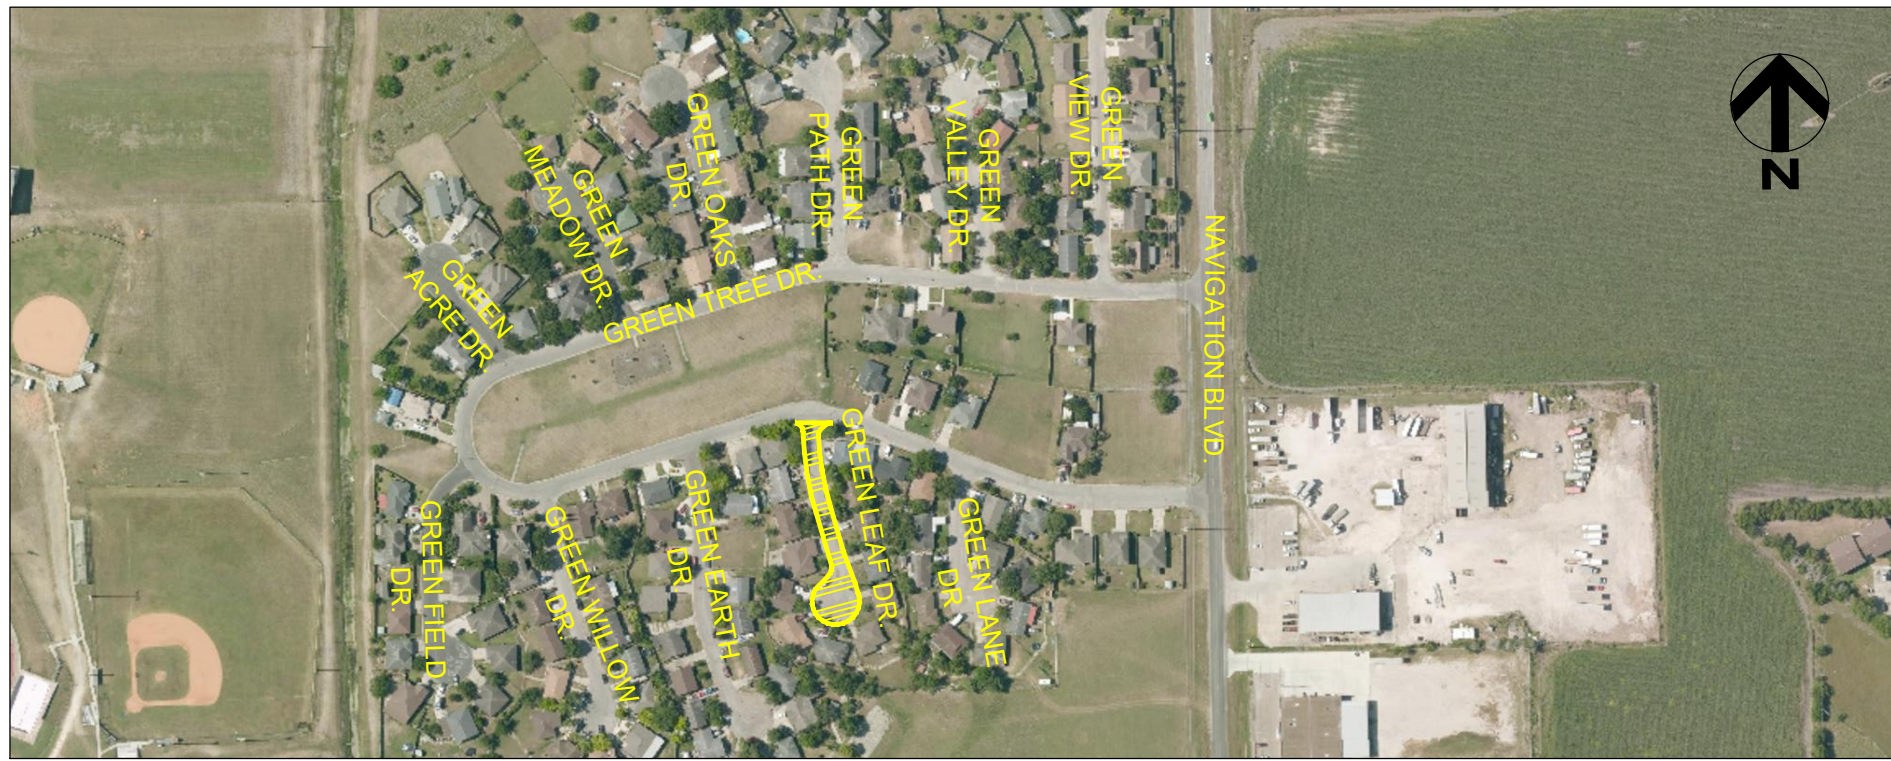 GREEN
VIEW DR.
GREEN
VALLEY DR.
GREEN
PATH DR
GREEN OAKS
DR.
GREEN
MEADOW DR.
GREEN
ACRE DR.
GREEN TREE DR.
NAVIGATION BLVD.
GREEN FIELD
DR.
GREEN WILLOW
DR.
GREEN EARTH
DR
GREEN LEAF DR.
GREEN LANE
DR
N